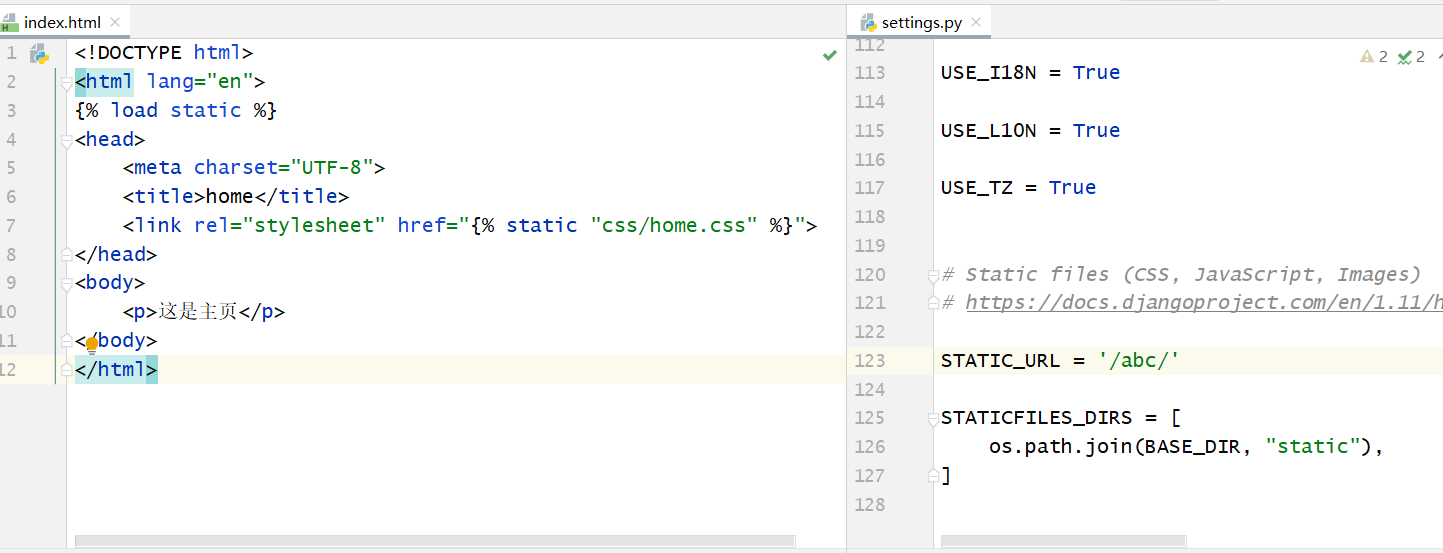 index.html
1 <!DOCTYPE html>
2 <html lang="en">
3 {% load static %}
4 <head>
5 <meta charset="UTF-8">
6 <title>home</title>
7 <link rel="stylesheet" href="{% static "css/home.css" %}">
8 </head>
9 <body>
10 <p>这是主页</p>
11 </body>
12 </html>
settings.py
2 2
112
113 USE_I18N = True
114
115 USE_L10N = True
116
117 USE_TZ = True
118
119
120 # Static files (CSS, JavaScript, Images)
121 # https://docs.djangoproject.com/en/1.11/h
122
123 STATIC_URL = '/abc/'
124
125 STATICFILES_DIRS = [
126 os.path.join(BASE_DIR, "static"),
127 ]
128